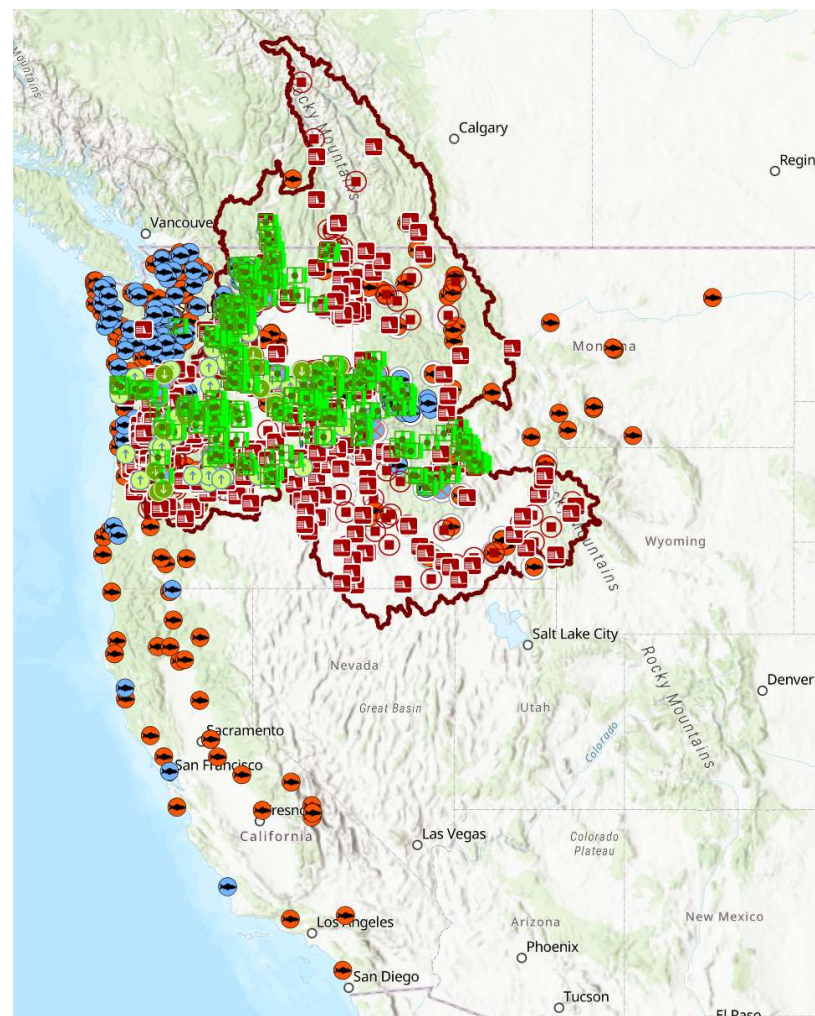 Mountains
Rocky Mountains
Calgary
Regin
Vancouve
Montana
Wyoming
Rocky Mountains
Salt Lake City
Nevada
Great Basin
Utah
Rocky Mountains
Denver
Colorado
Sacramento
San Francisco
Fresno
California
Las Vegas
Colorado
Plateau
Los Angeles
Arizona
New Mexico
Phoenix
San Diego
Tucson
El Paso